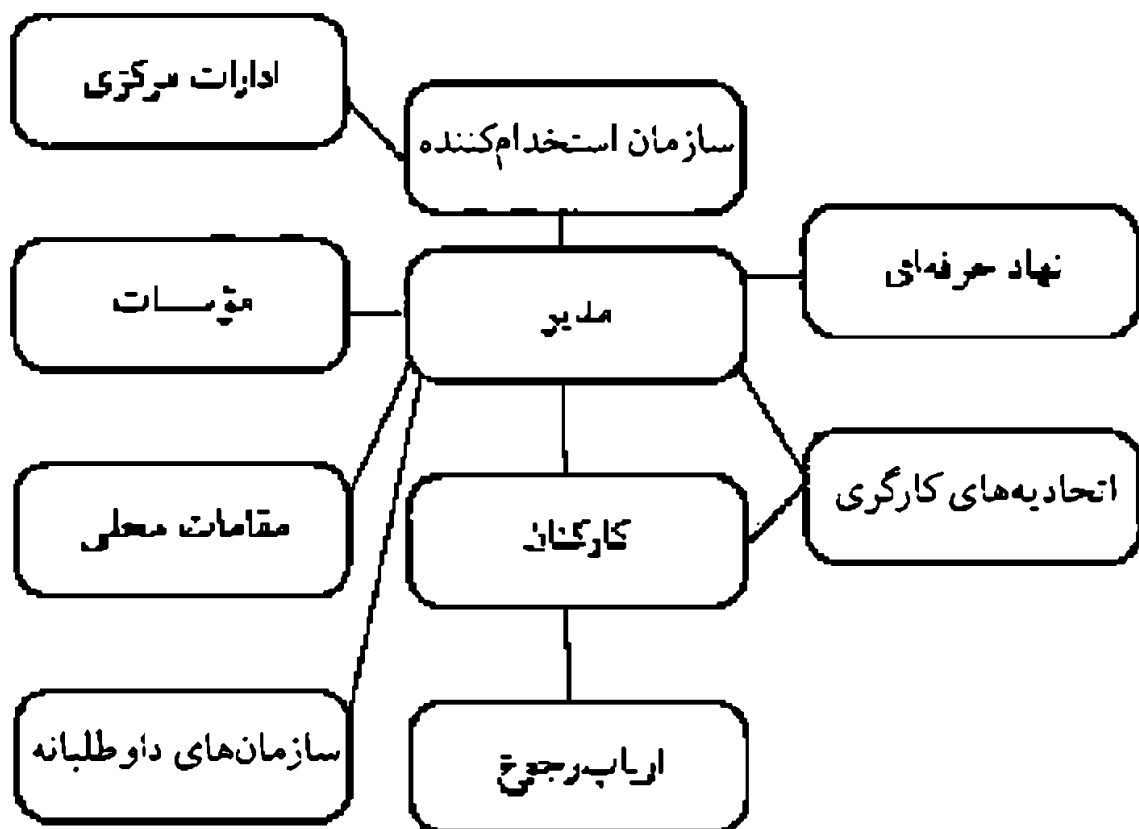 ادارات مرکزی
سازمان استخدام‌کننده
نهاد حرفه‌ای
مؤسسات
مدیر
اتحادیه‌های کارگری
مقامات محلی
کارکنان
سازمان‌های داوطلبانه
ارباب‌رجوع